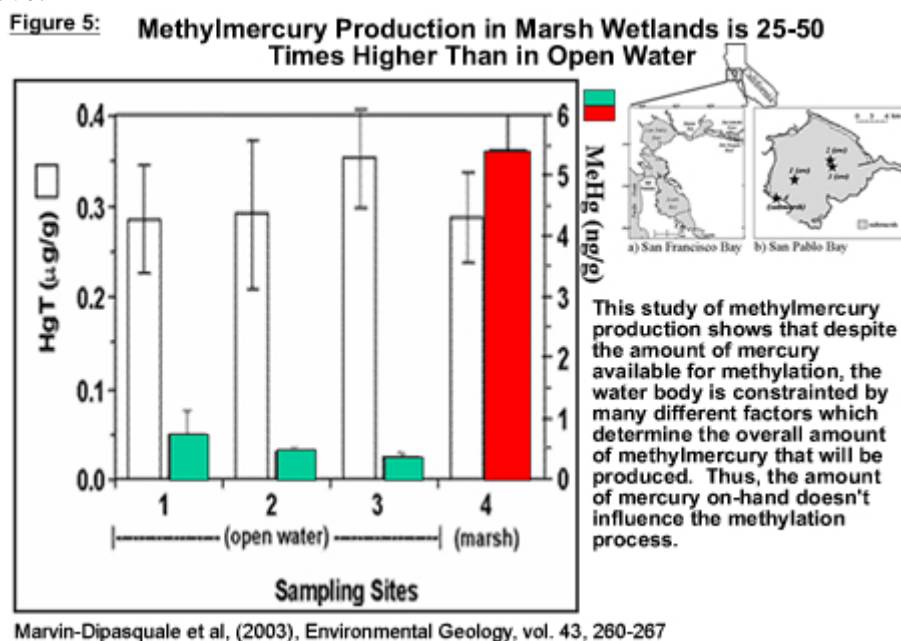 Figure 5:
Methylmercury Production in Marsh Wetlands is 25-50
Times Higher Than in Open Water
HgT (µg/g)
0.4
0.3
0.2
0.1
0.0
MeHg (ng/g)
6
5
4
3
2
1
0
1
2
3
4
(open water)
(marsh)
Sampling Sites
a) San Francisco Bay
b) San Pablo Bay
This study of methylmercury
production shows that despite
the amount of mercury
available for methylation, the
water body is constrainted by
many different factors which
determine the overall amount
of methylmercury that will be
produced. Thus, the amount
of mercury on-hand doesn't
influence the methylation
process.
Marvin-Dipasquale et al, (2003), Environmental Geology, vol. 43, 260-267